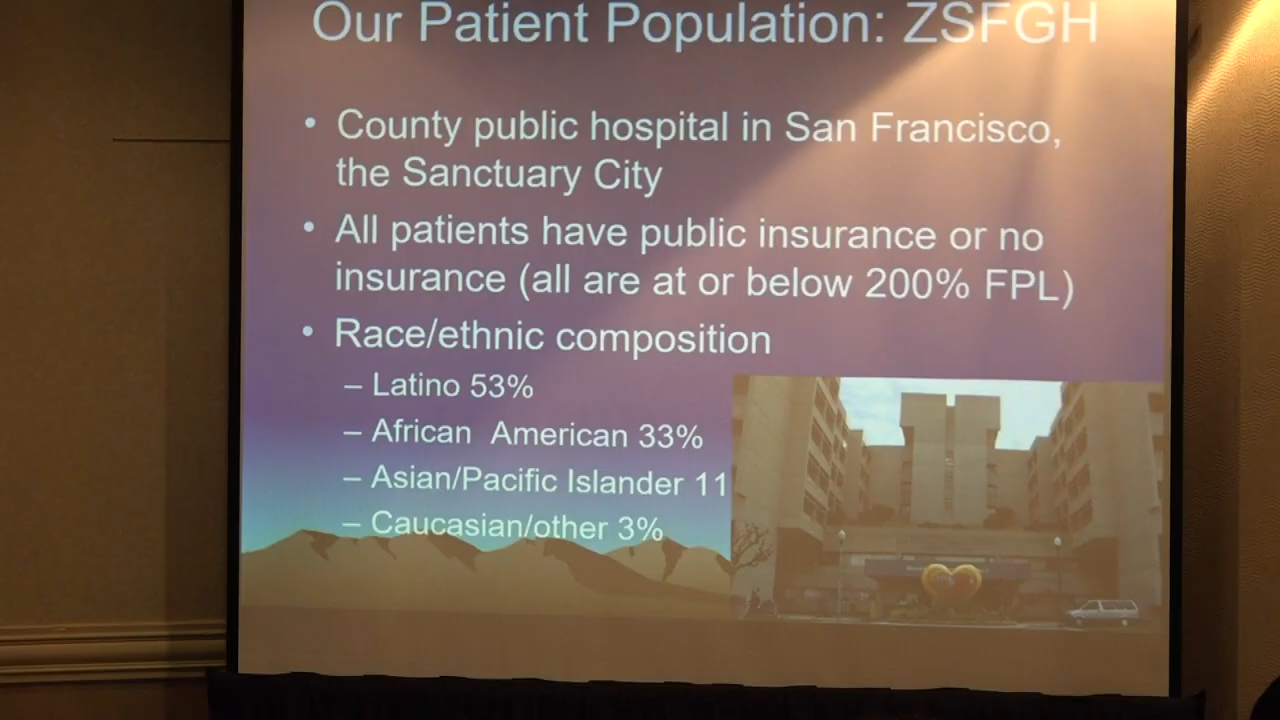 Our Patient Population: ZSFGH
• County public hospital in San Francisco,
the Sanctuary City
• All patients have public insurance or no
insurance (all are at or below 200% FPL)
• Race/ethnic composition
– Latino 53%
– African American 33%
– Asian/Pacific Islander 11
– Caucasian/other 3%